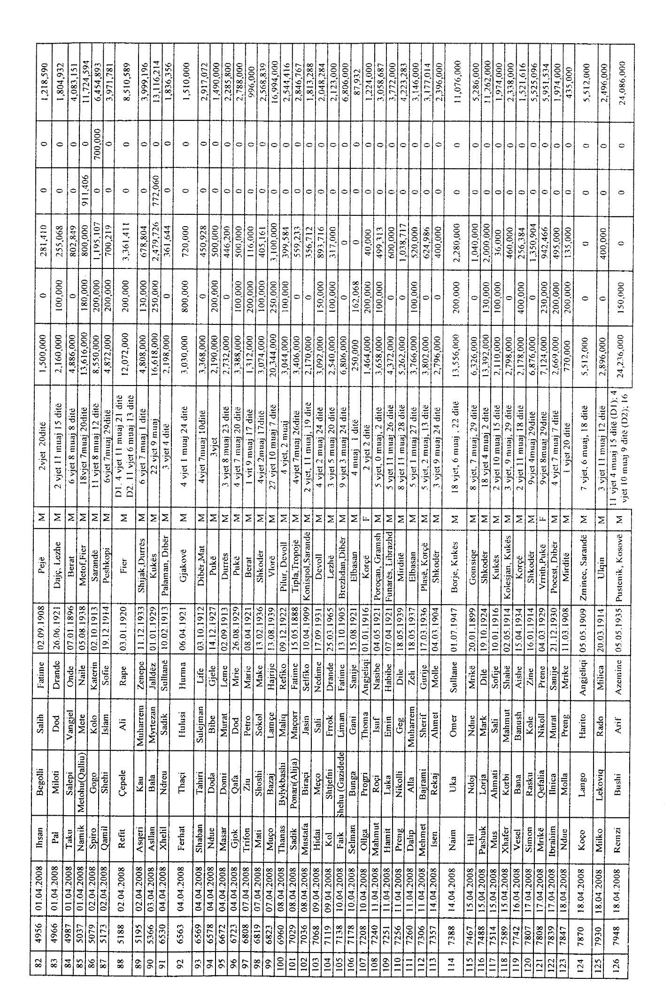 82 4956 01.04.2008 Ihsan Begolli Salih Fatime 02.09.1908 Pejë M 2vjet 20ditë 1,500,000 0 281,410 0 0 1,218,590
83 4966 01.04.2008 Pal Miloti Dod Drande 26.06.1921 Dajç, Lezhe M 2 vjet 11 muaj 15 ditë 2,160,000 100,000 255,068 0 0 1,804,932
84 4987 01.04.2008 Taku Salepi Vangjel Onde 07.01.1896 Berat M 6 vjet 8 muaj 8 ditë 4,886,000 0 802,849 0 0 4,083,151
85 5037 01.04.2008 Namik Metohu(Qaliu) Mete Naile 05.08.1938 Metof,Fier M 18vjet 7muaj 20ditë 13,616,000 180,000 800,000 911,406 0 11,724,594
86 5079 02.04.2008 Spiro Gogo Kolo Katerin 02.10.1913 Sarandë M 11 vjet 8 muaj 12 ditë 8,550,000 200,000 1,195,107 0 700,000 6,454,893
87 5173 02.04.2008 Qamil Shehi Islam Sofie 19.12.1914 Peshkopi M 6vjet 7muaj 29ditë 4,872,000 200,000 700,219 0 0 3,971,781
88 5188 02.04.2008 Refit Çepele Ali Rape 03.01.1920 Fier M D1. 4 vjet 11 muaj 21 ditë
D2. 11 vjet 6 muaj 13 ditë 12,072,000 200,000 3,361,411 0 0 8,510,589
89 5195 02.04.2008 Asqeri Kau Muharrem Zenepe 11.12.1933 Shijak,Durrës M 6 vjet 7 muaj 1 ditë 4,808,000 130,000 678,804 0 0 3,999,196
90 5366 03.04.2008 Asllan Bala Myrtezan Jalldëz 01.01.1929 Kukës M 22 vjet 9 muaj 16,618,000 250,000 2,479,726 772,060 0 13,116,214
91 6530 04.04.2008 Xhelil Ndreu Sadik Sulltanë 10.02.1913 Palaman, Dibër M 3 vjet 4 ditë 2,198,000 0 361,644 0 0 1,836,356
92 6563 04.04.2008 Ferhat Thaçi Hulusi Hurma 06.04.1921 Gjakovë M 4 vjet 1 muaj 24 ditë 3,030,000 800,000 720,000 0 0 1,510,000
93 6569 04.04.2008 Shaban Tahiri Sulejman Life 03.10.1912 Dibër,Mat M 4vjet 7muaj 10ditë 3,368,000 0 450,928 0 0 2,917,072
94 6578 04.04.2008 Ndue Doda Bibe Gjele 14.12.1927 Pukë M 3vjet 2,190,000 200,000 500,000 0 0 1,490,000
95 6672 04.04.2008 Masar Domi Murat Leme 02.09.1913 Durrës M 3 vjet 8 muaj 23 ditë 2,732,000 0 446,200 0 0 2,285,800
96 6723 04.04.2008 Gjok Qafa Dod Mrie 26.08.1929 Pukë M 4 vjet 7 muaj 20 ditë 3,388,000 100,000 500,000 0 0 2,788,000
97 6808 07.04.2008 Trifon Ziu Petro Marie 08.04.1921 Berat M 1 vit 9 muaj 17 ditë 1,312,000 200,000 116,000 0 0 996,000
98 6819 07.04.2008 Mati Shoshi Sokol Make 13.02.1936 Shkodër M 4vjet 2muaj 17ditë 3,074,000 100,000 405,161 0 0 2,568,839
99 6823 07.04.2008 Muço Bazaj Lamçe Hajrije 13.08.1939 Vlorë M 27 vjet 10 muaj 7 ditë 20,344,000 250,000 3,100,000 0 0 16,994,000
100 6960 08.04.2008 Thanas Bylykbashi Maliq Refiko 09.12.1922 Pilur, Devoll M 4 vjet, 2 muaj 3,044,000 100,000 399,584 0 0 2,544,416
101 7029 08.04.2008 Sadik Ponari(Alija) Maçorr Fatime 15.05.1888 Tipla,Tropojë M 4vjet 7muaj 26ditë 3,406,000 0 559,233 0 0 2,846,767
102 7036 08.04.2008 Mustafa Biraçi Jasin Selfiko 10.04.1909 Konispol,Sarandë M 2 vjet, 11 muaj, 19 ditë 2,170,000 0 356,712 0 0 1,813,288
103 7068 09.04.2008 Hidai Meço Sali Nedime 17.09.1931 Devoll M 4 vjet 2 muaj 24 ditë 3,092,000 150,000 893,716 0 0 2,048,284
104 7119 09.04.2008 Kol Shtjefni Frrok Drande 25.03.1965 Lezhë M 3 vjet 5 muaj 20 ditë 2,540,000 100,000 317,000 0 0 2,123,000
105 7138 10.04.2008 Faik Shehu (Gazidede Liman Fatime 13.10.1905 Brezhdan,Dibër M 9 vjet 3 muaj 24 ditë 6,806,000 0 0 0 0 6,806,000
106 7178 10.04.2008 Selman Bunga Gani Sanije 15.08.1921 Elbasan M 4 muaj 1 ditë 250,000 162,068 0 0 0 87,932
107 7208 10.04.2008 Ollga Progri Thoma Angjeliqi 01.01.1916 Korçë F 2 vjet 2 ditë 1,464,000 200,000 40,000 0 0 1,224,000
108 7240 11.04.2008 Mahmut Roçi Isuf Nasibe 04.05.1921 Poroçan, Gramsh M 5 vjet, 0 muaj, 2 ditë 3,658,000 100,000 499,313 0 0 3,058,687
109 7251 11.04.2008 Hamit Luka Emin Habibe 07.04.1921 Funarës, Librazhd M 5 vjet 11 muaj 26 ditë 4,372,000 0 600,000 0 0 3,772,000
110 7256 11.04.2008 Preng Nikolli Geg Dile 18.05.1939 Mirditë M 8 vjet 11 muaj 28 ditë 5,262,000 0 1,038,717 0 0 4,223,283
111 7260 11.04.2008 Dalip Alla Muharrem Zeli 18.05.1937 Elbasan M 5 vjet 1 muaj 27 ditë 3,766,000 100,000 520,000 0 0 3,146,000
112 7306 11.04.2008 Mehmet Bajrami Sherif Gurije 17.03.1936 Plasë, Korçë M 5 vjet, 2 muaj, 13 ditë 3,802,000 0 624,986 0 0 3,177,014
113 7357 14.04.2008 Isen Rekaj Ahmet Molle 04.03.1904 Shkodër M 3 vjet 9 muaj 24 ditë 2,796,000 0 400,000 0 0 2,396,000
114 7388 14.04.2008 Naim Uka Omer Sulltane 01.07.1947 Borje, Kukës M 18 vjet, 6 muaj , 22 ditë 13,556,000 200,000 2,280,000 0 0 11,076,000
115 7467 15.04.2008 Hil Ndoj Ndue Mrikë 20.01.1899 Gomsiqe M 8 vjet, 7 muaj, 29 ditë 6,326,000 0 1,040,000 0 0 5,286,000
116 7488 15.04.2008 Pashuk Lorja Mark Dilë 19.10.1924 Shkodër M 18 vjet 4 muaj 2 ditë 13,392,000 130,000 2,000,000 0 0 11,262,000
117 7514 15.04.2008 Mus Ahmati Sali Sofije 10.01.1916 Kukës M 2 vjet 10 muaj 15 ditë 2,110,000 100,000 36,000 0 0 1,974,000
118 7589 15.04.2008 Xhafer Korbi Mahmut Shahë 02.05.1914 Kolesjan, Kukës M 3 vjet, 9 muaj, 29 ditë 2,798,000 0 460,000 0 0 2,338,000
119 7742 16.04.2008 Vesel Bana Banush Aishe 15.04.1934 Korçë M 2 vjet 11 muaj 18 ditë 2,178,000 400,000 256,384 0 0 1,521,616
120 7807 17.04.2008 Simon Rasku Kole Zine 16.01.1914 Shkodër M 9vjet 4muaj 29ditë 6,876,000 0 1,350,904 0 0 5,525,096
121 7808 17.04.2008 Mrikë Qefalia Nikoll Prene 04.03.1929 Vrrith,Pukë F 9vjet 8muaj 29ditë 7,124,000 230,000 942,466 0 0 5,951,534
122 7839 17.04.2008 Ibrahim Ilnica Murat Sanije 21.12.1930 Pocest, Dibër M 4 vjet 7 muaj 7 ditë 2,669,000 200,000 495,000 0 0 1,974,000
123 7847 18.04.2008 Ndue Molla Preng Mrike 11.03.1908 Mirditë M 1 vjet 20 ditë 770,000 200,000 135,000 0 0 435,000
124 7870 18.04.2008 Koço Lango Harito Angjeliqi 05.05.1909 Zminec, Sarandë M 7 vjet, 6 muaj, 18 ditë 5,512,000 0 0 0 0 5,512,000
125 7930 18.04.2008 Milko Lekoviq Rado Milica 20.03.1914 Ulqin M 3 vjet 11 muaj 12 ditë 2,896,000 0 400,000 0 0 2,496,000
126 7948 18.04.2008 Remzi Bushi Arif Azemine 05.05.1935 Pustenik, Kosovë M 11 vjet 4 muaj 15 ditë (D1); 4
vjet 10 muaj 9 ditë (D2); 16 24,236,000 150,000 0 0 0 24,086,000